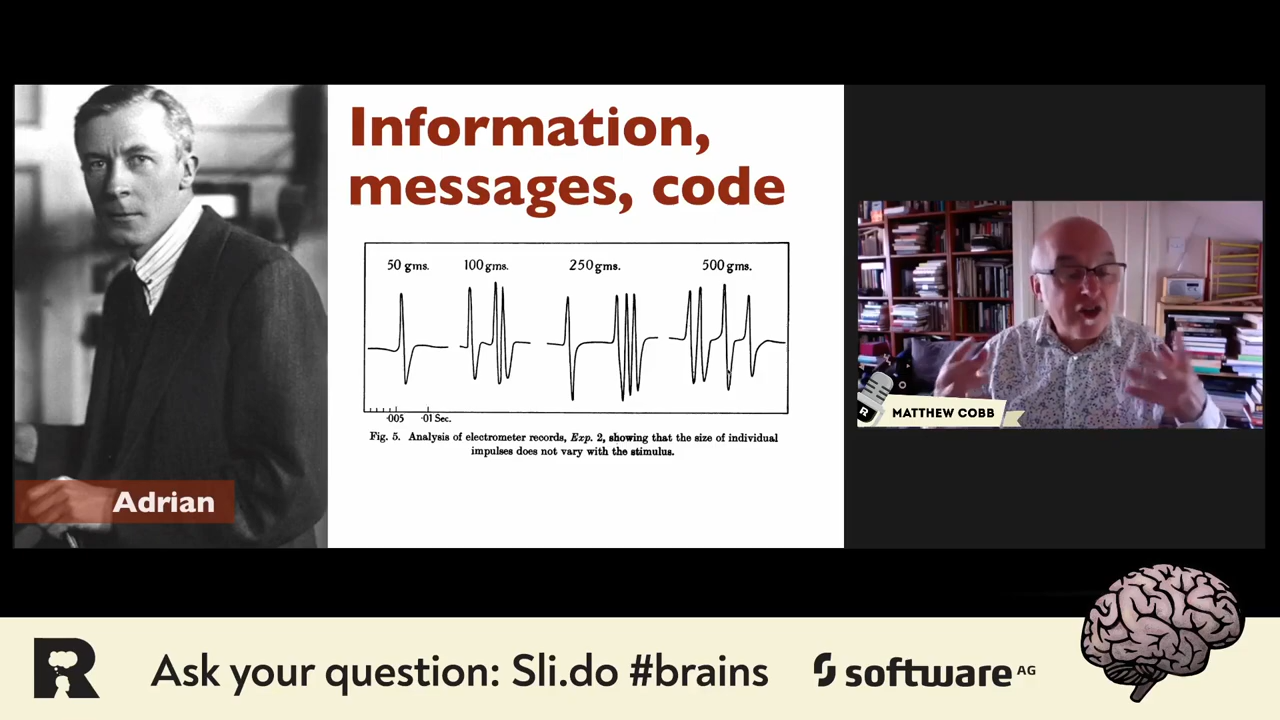 Information,
messages, code
50 gms. 100 gms. 250 gms. 500 gms.
·005 ·01 Sec.
Fig. 5. Analysis of electrometer records, Exp. 2, showing that the size of individual
impulses does not vary with the stimulus.
Adrian
R
MATTHEW COBB
R
Ask your question: Sli.do #brains
software AG